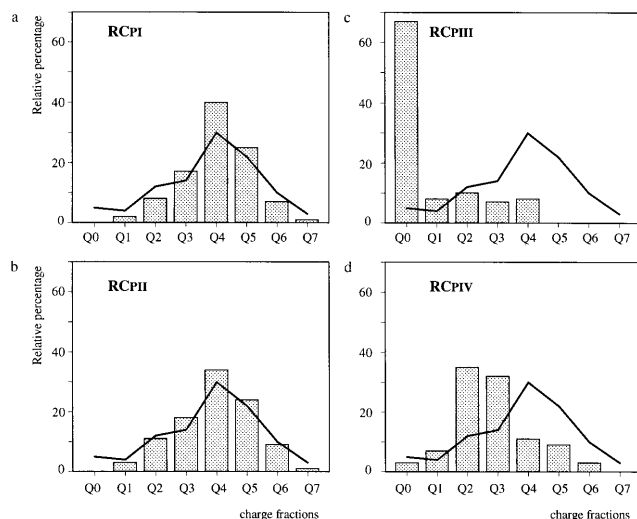 a
RCPI
Relative percentage
60
40
20
0
Q0 Q1 Q2 Q3 Q4 Q5 Q6 Q7
b
RCPII
Relative percentage
60
40
20
0
Q0 Q1 Q2 Q3 Q4 Q5 Q6 Q7
charge fractions
c
RCPIII
60
40
20
0
Q0 Q1 Q2 Q3 Q4 Q5 Q6 Q7
d
RCPIV
60
40
20
0
Q0 Q1 Q2 Q3 Q4 Q5 Q6 Q7
charge fractions